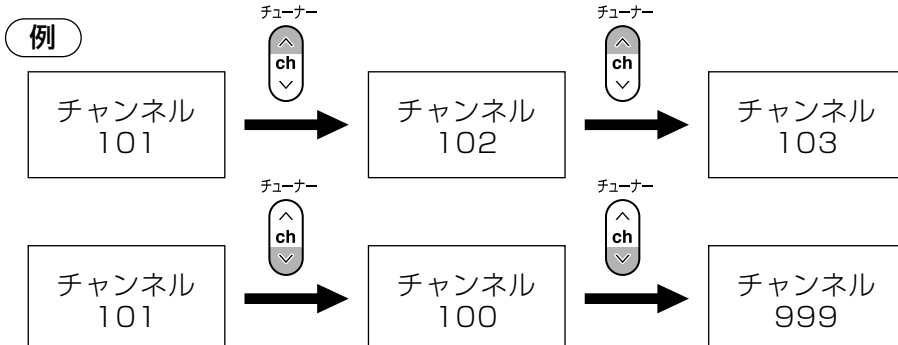 例
チューナー
ch
チューナー
ch
チャンネル
101
チャンネル
102
チャンネル
103
チューナー
ch
チューナー
ch
チャンネル
101
チャンネル
100
チャンネル
999